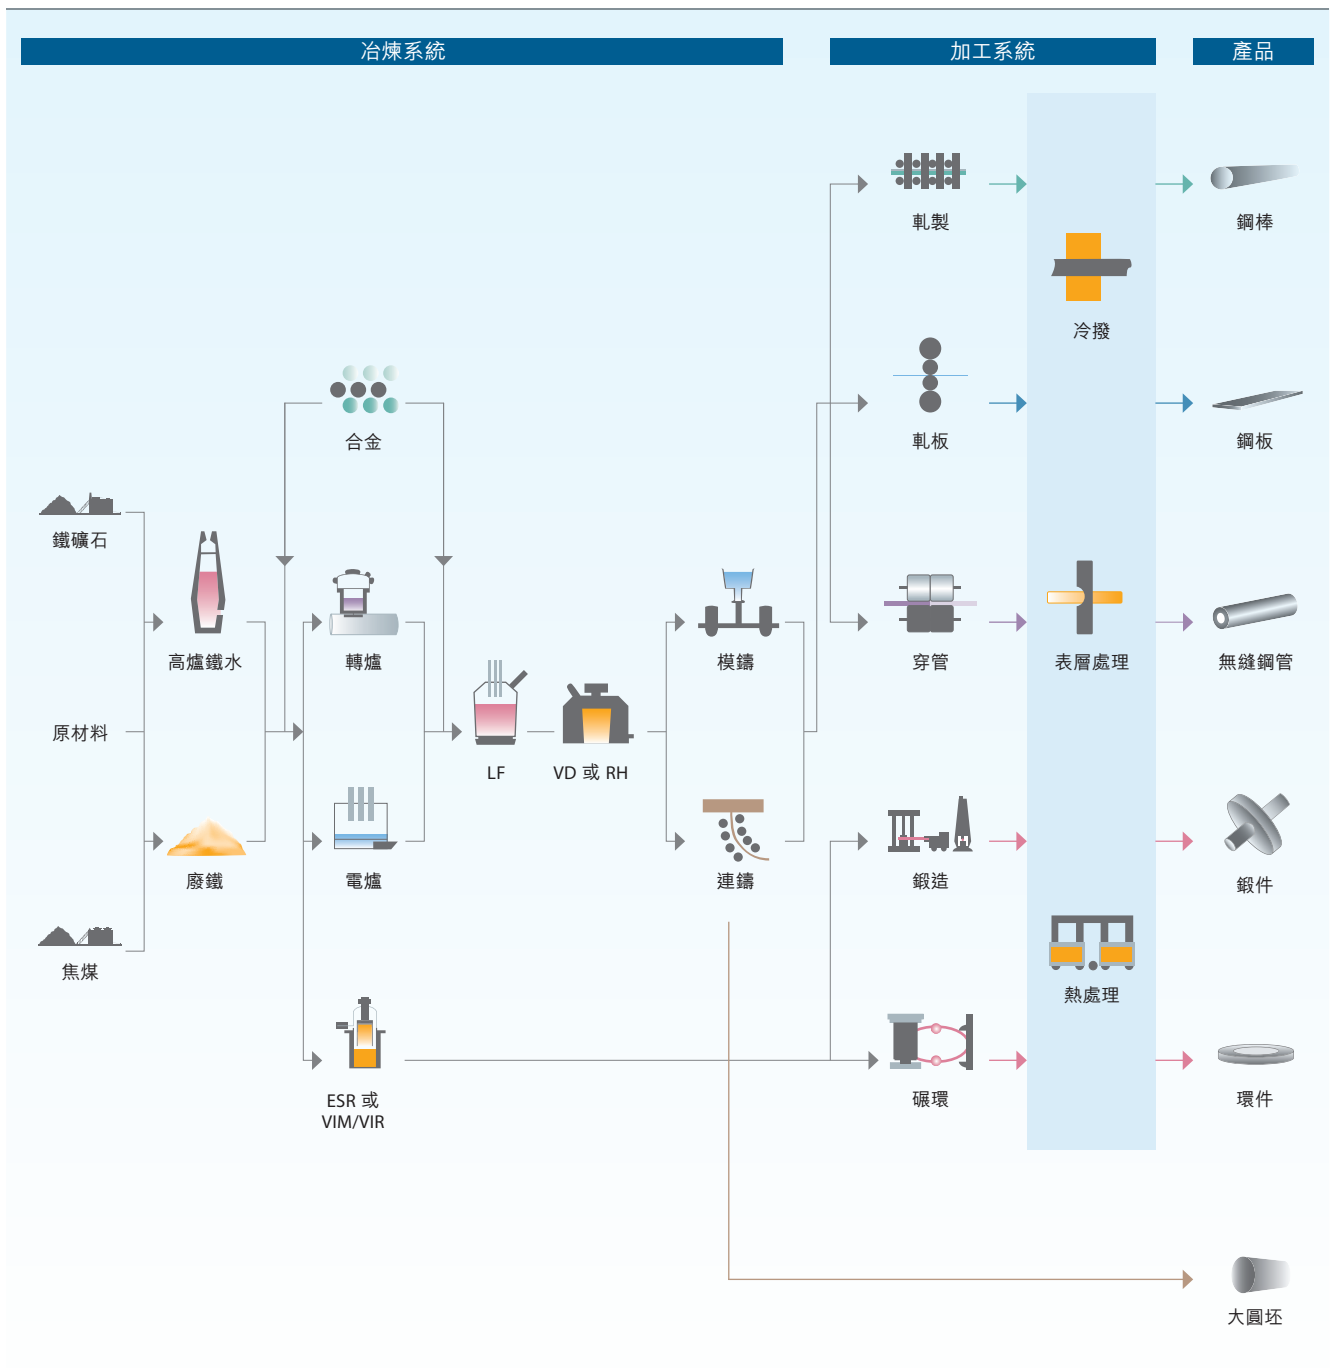 冶煉系統
加工系統
產品
軋製
鋼棒
冷撥
合金
軋板
鋼板
鐵礦石
高爐鐵水
轉爐
模鑄
穿管
表層處理
無縫鋼管
原材料
LF
VD 或 RH
廢鐵
電爐
連鑄
鍛造
鍛件
焦煤
熱處理
ESR 或
VIM/VIR
碾環
環件
大圓坯